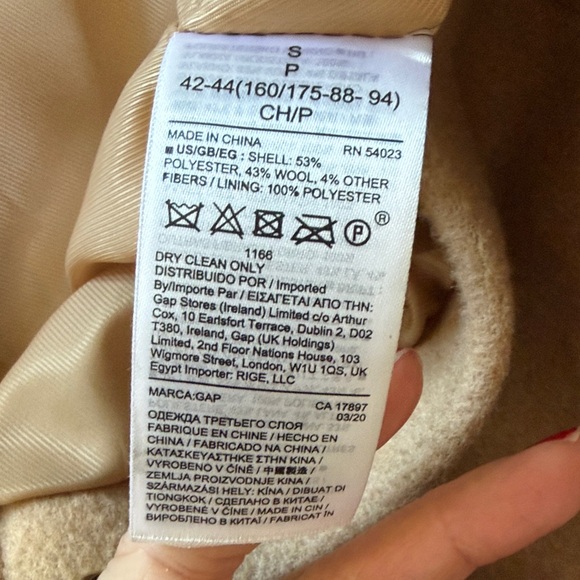 S
P
42-44(160/175-88- 94)
CH/P
MADE IN CHINA RN 54023
■ US/GB/EG : SHELL: 53%
POLYESTER, 43% WOOL, 4% OTHER
FIBERS / LINING: 100% POLYESTER
P ®
1166
DRY CLEAN ONLY
DISTRIBUIDO POR / Imported
By/Importe Par / ΕΙΣΑΓΕΤΑΙ ΑΠΟ ΤΗΝ:
Gap Stores (Ireland) Limited c/o Arthur
Cox, 10 Earlsfort Terrace, Dublin 2, D02
T380, Ireland, Gap (UK Holdings)
Limited, 2nd Floor Nations House, 103
Wigmore Street, London, W1U 1QS, UK
Egypt Importer: RIGE, LLC
MARCA:GAP CA 17897
03/20
ОДЕЖДА ТРЕТЬЕГО СЛОЯ
FABRIQUE EN CHINE / HECHO EN
CHINA / FABRICADO NA CHINA /
ΚΑΤΑΣΚΕΥΑΣΤΗΚΕ ΣΤΗΝ ΚΙΝΑ /
VYROBENO V ČÍNĚ / 中國製造 /
ZEMLJA PROIZVODNJE: KINA /
SZÁRMAZÁSI HELY: KÍNA / DIBUAT DI
TIONGKOK / СДЕЛАНО В КИТАЕ /
VYROBENÉ V ČÍNE / MADE IN CIN /
ВИРОБЛЕНО В КИТАЇ / FABRICAT ÎN